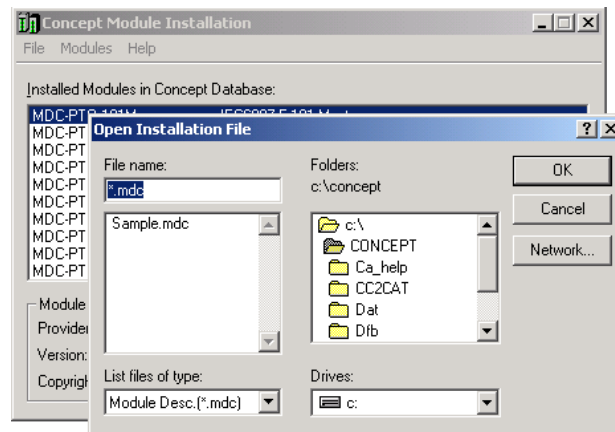 Concept Module Installation
File Modules Help
Installed Modules in Concept Database:
MDC-PT
MDC-PT
MDC-PT
MDC-PT
MDC-PT
MDC-PT
MDC-PT
MDC-PT
MDC-PT
MDC-PT
Module
Provider
Version:
Copyrigh
Open Installation File
File name:
*.mdc
Sample.mdc
List files of type:
Module Desc.(*.mdc)
Folders:
c:\concept
c:\
CONCEPT
Ca_help
CC2CAT
Dat
Dfb
Drives:
c:
OK
Cancel
Network...